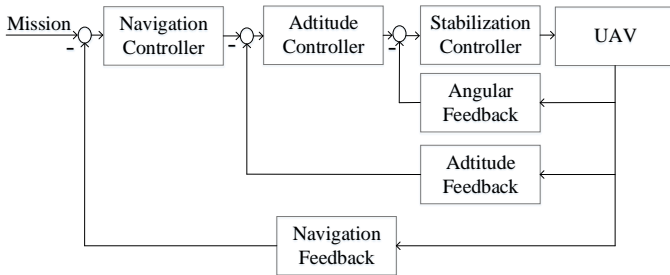 Mission
-
Navigation
Controller
-
Adtitude
Controller
-
Stabilization
Controller
UAV
Angular
Feedback
Adtitude
Feedback
Navigation
Feedback